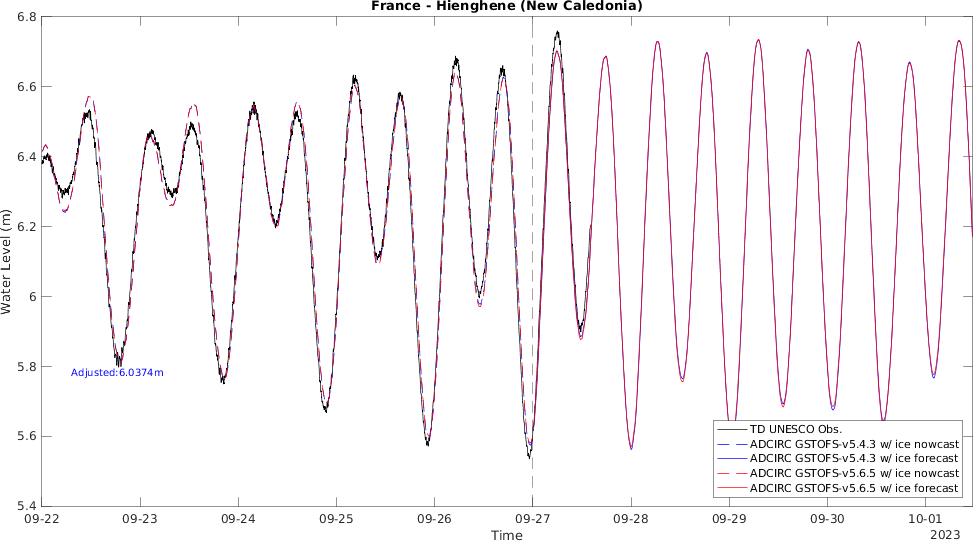 France - Hienghene (New Caledonia)
6.8
6.6
6.4
6.2
6
5.8
5.6
5.4
Water Level (m)
Adjusted:6.0374m
TD UNESCO Obs.
ADCIRC GSTOFS-v5.4.3 w/ ice nowcast
ADCIRC GSTOFS-v5.4.3 w/ ice forecast
ADCIRC GSTOFS-v5.6.5 w/ ice nowcast
ADCIRC GSTOFS-v5.6.5 w/ ice forecast
09-22 09-23 09-24 09-25 09-26 09-27 09-28 09-29 09-30 10-01
Time
2023